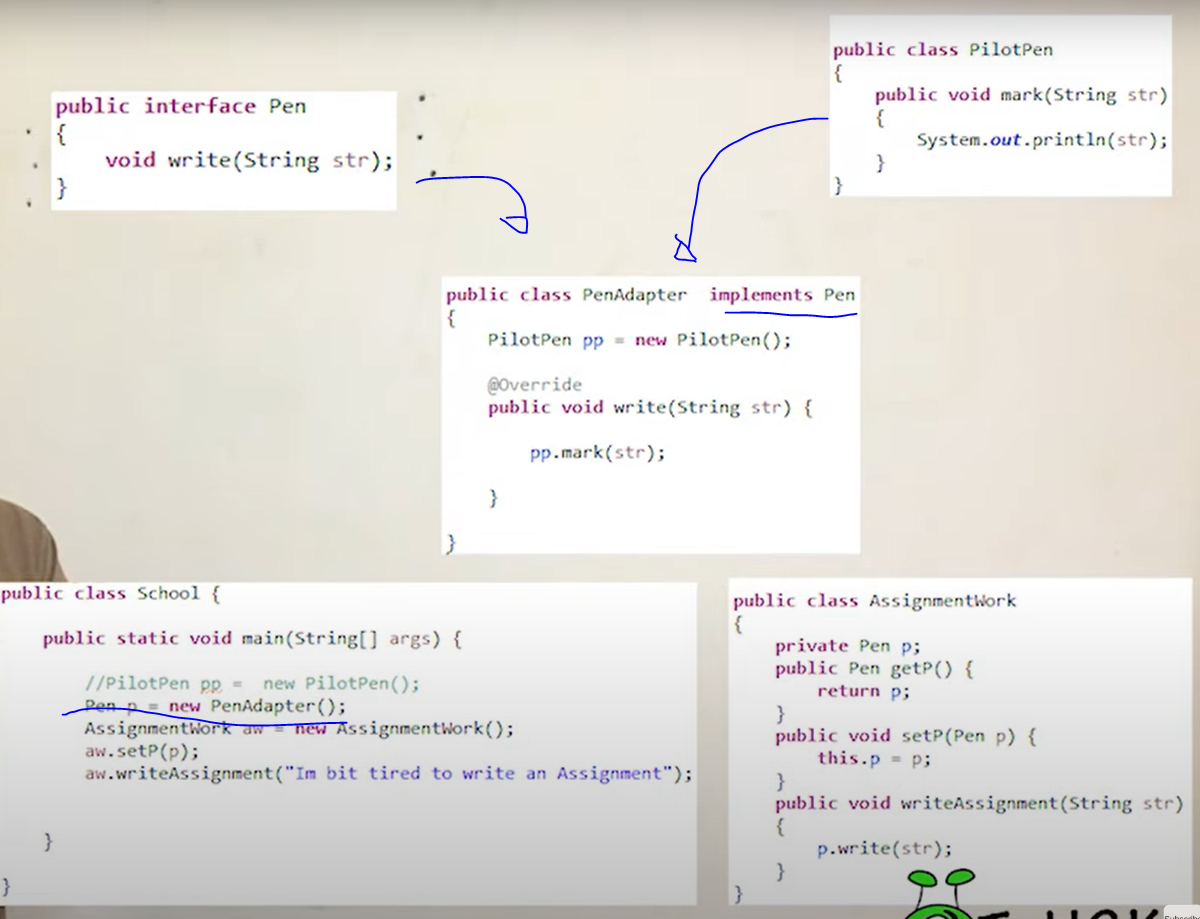 public interface Pen
{
void write(String str);
}
public class PilotPen
{
public void mark(String str)
{
System.out.println(str);
}
}
public class PenAdapter implements Pen
{
PilotPen pp = new PilotPen();
@Override
public void write(String str) {
pp.mark(str);
}
}
public class School {
public static void main(String[] args) {
//PilotPen pp = new PilotPen();
Pen p = new PenAdapter();
AssignmentWork aw = new AssignmentWork();
aw.setP(p);
aw.writeAssignment("Im bit tired to write an Assignment");
}
}
public class AssignmentWork
{
private Pen p;
public Pen getP() {
return p;
}
public void setP(Pen p) {
this.p = p;
}
public void writeAssignment(String str)
{
p.write(str);
}
}